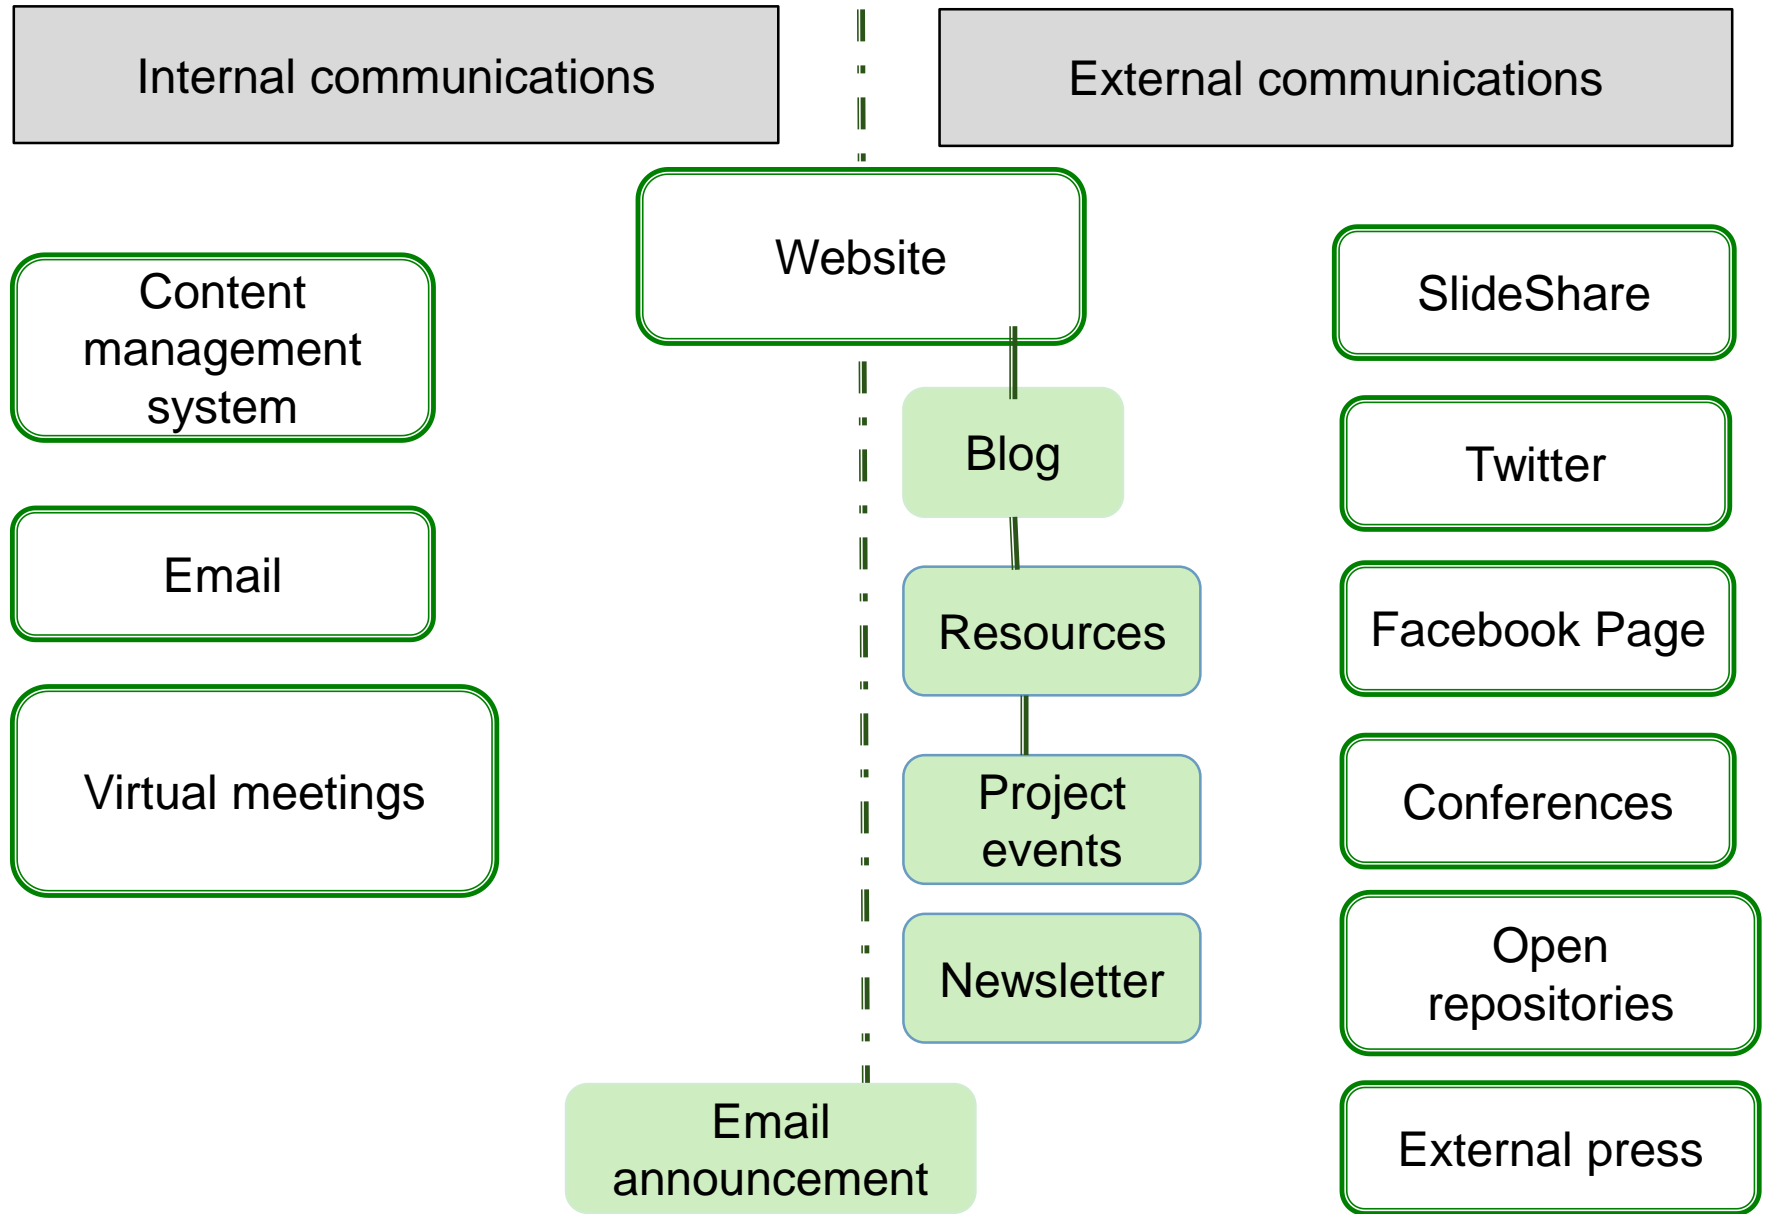 Internal communications
External communications
Website
Content
management
system
Email
Virtual meetings
Blog
Resources
Project
events
Newsletter
Email
announcement
SlideShare
Twitter
Facebook Page
Conferences
Open
repositories
External press